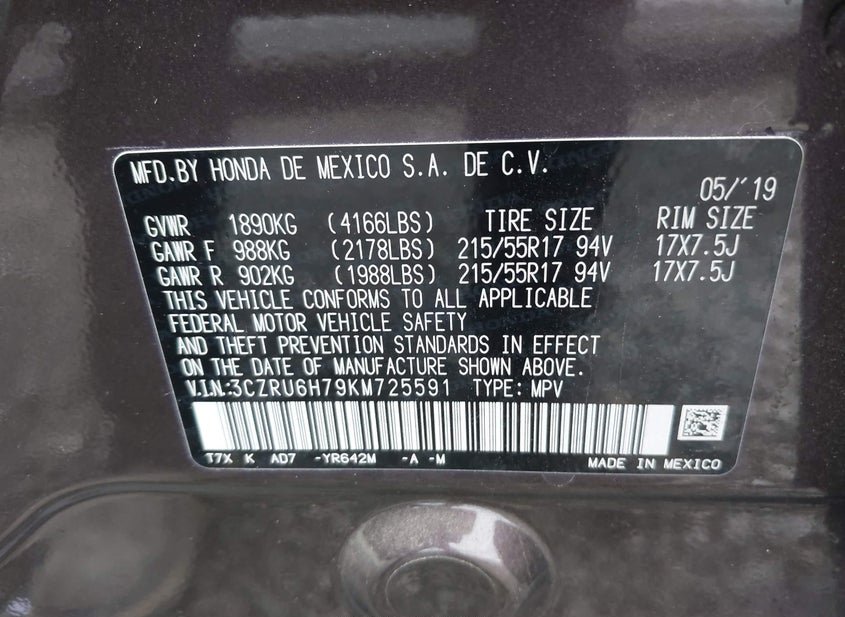 MFD.BY HONDA DE MEXICO S.A. DE C.V.
05/'19
GVWR 1890KG (4166LBS) TIRE SIZE RIM SIZE
GAWR F 988KG (2178LBS) 215/55R17 94V 17X7.5J
GAWR R 902KG (1988LBS) 215/55R17 94V 17X7.5J
THIS VEHICLE CONFORMS TO ALL APPLICABLE
FEDERAL MOTOR VEHICLE SAFETY
AND THEFT PREVENTION STANDARDS IN EFFECT
ON THE DATE OF MANUFACTURE SHOWN ABOVE.
V.I.N:3CZRU6H79KM725591 TYPE: MPV
T7X K AD7 -YR642M -A -M MADE IN MEXICO